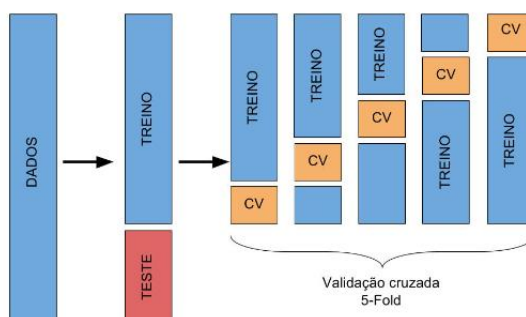 DADOS
TREINO
TESTE
TREINO
CV
TREINO
CV
TREINO
CV
CV
TREINO
CV
TREINO
Validação cruzada
5-Fold